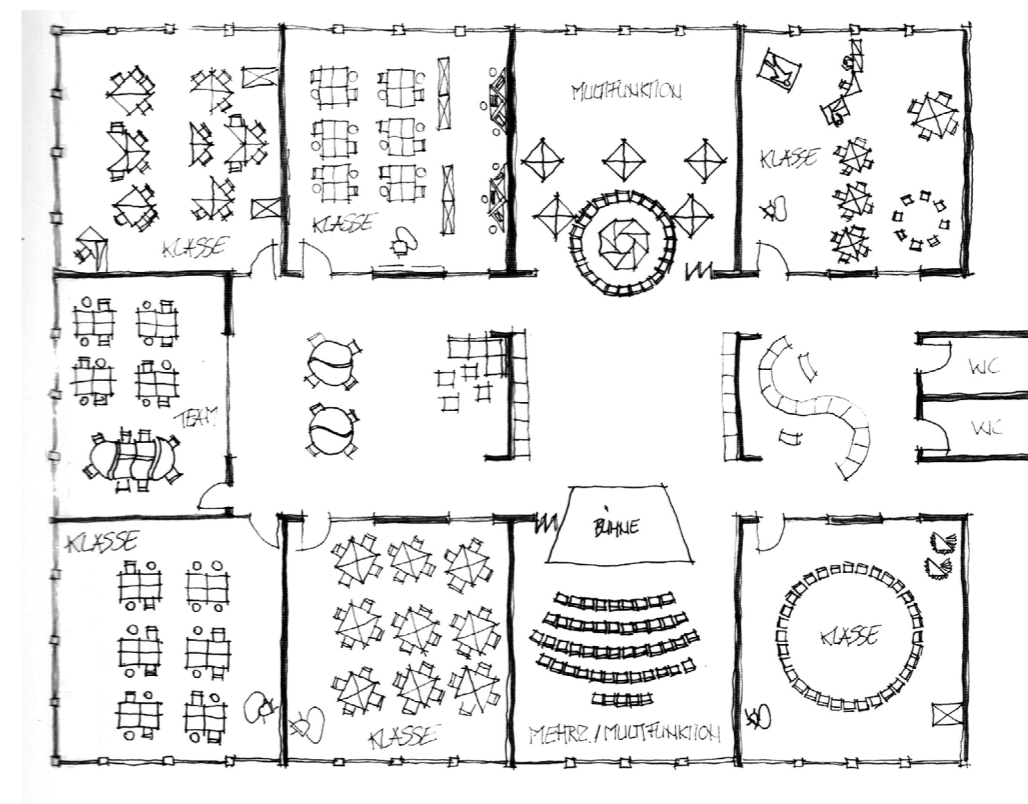 MULTIFUNKTION
KLASSE
KLASSE
KLASSE
TEAM
WC
WC
KLASSE
BÜHNE
KLASSE
KLASSE
MEHRZ./MULTIFUNKTION